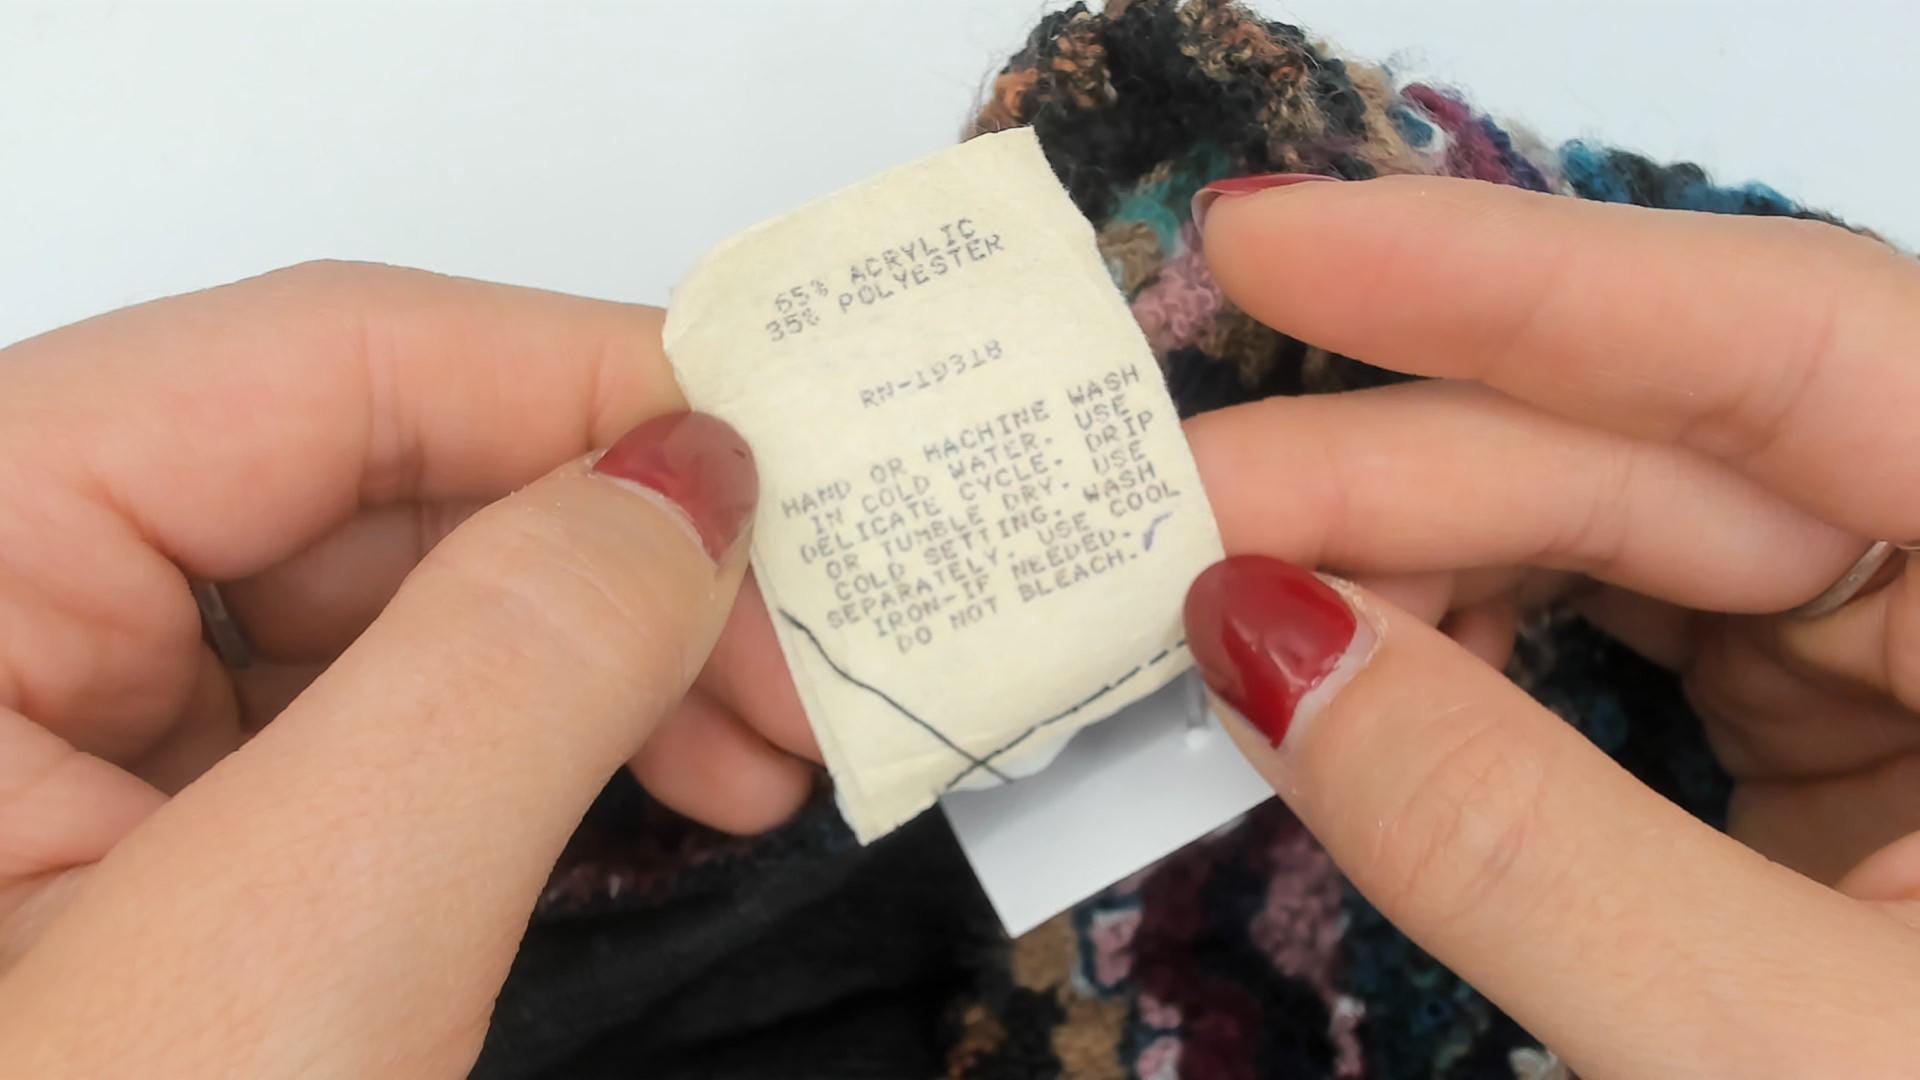 65% ACRYLIC
35% POLYESTER
RN-19318
HAND OR MACHINE WASH
IN COLD WATER. USE
DELICATE CYCLE. DRIP
OR TUMBLE DRY. USE
COLD SETTING. WASH
SEPARATELY. USE COOL
IRON-IF NEEDED.
DO NOT BLEACH.